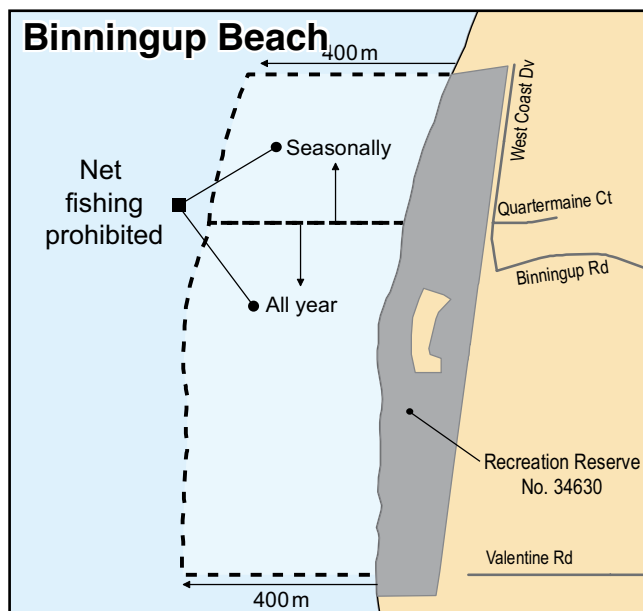 Binningup Beach
400 m
West Coast Dv
Seasonally
Net
fishing
prohibited
Quartermaine Ct
Binningup Rd
All year
Recreation Reserve
No. 34630
Valentine Rd
400 m